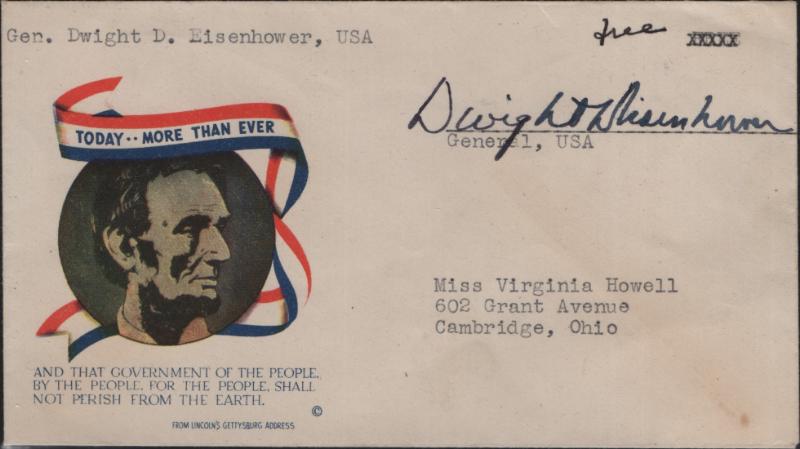 Gen. Dwight D. Eisenhower, USA
free XXXXX
Dwight D Eisenhower
General, USA
TODAY·· MORE THAN EVER
Miss Virginia Howell
602 Grant Avenue
Cambridge, Ohio
AND THAT GOVERNMENT OF THE PEOPLE,
BY THE PEOPLE, FOR THE PEOPLE, SHALL
NOT PERISH FROM THE EARTH.
©
FROM LINCOLN'S GETTYSBURG ADDRESS